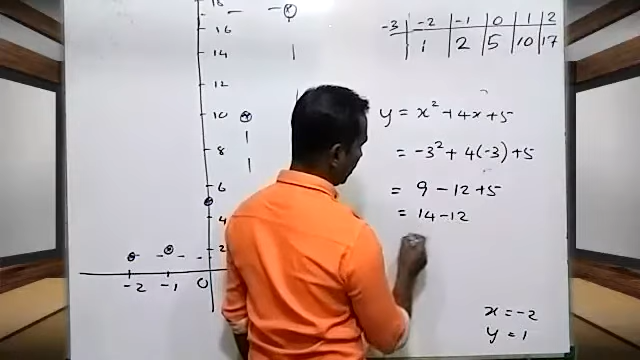 -3 -2 -1 0 1 2
1 2 5 10 17
16
14
12
10
8
6
4
2
-2 -1 0
y = x² + 4x + 5
= -3² + 4(-3) + 5
= 9 - 12 + 5
= 14 - 12
x = -2
y = 1